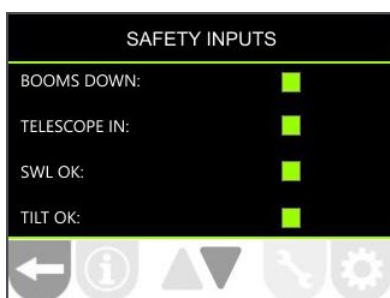 SAFETY INPUTS
BOOMS DOWN:
TELESCOPE IN:
SWL OK:
TILT OK: